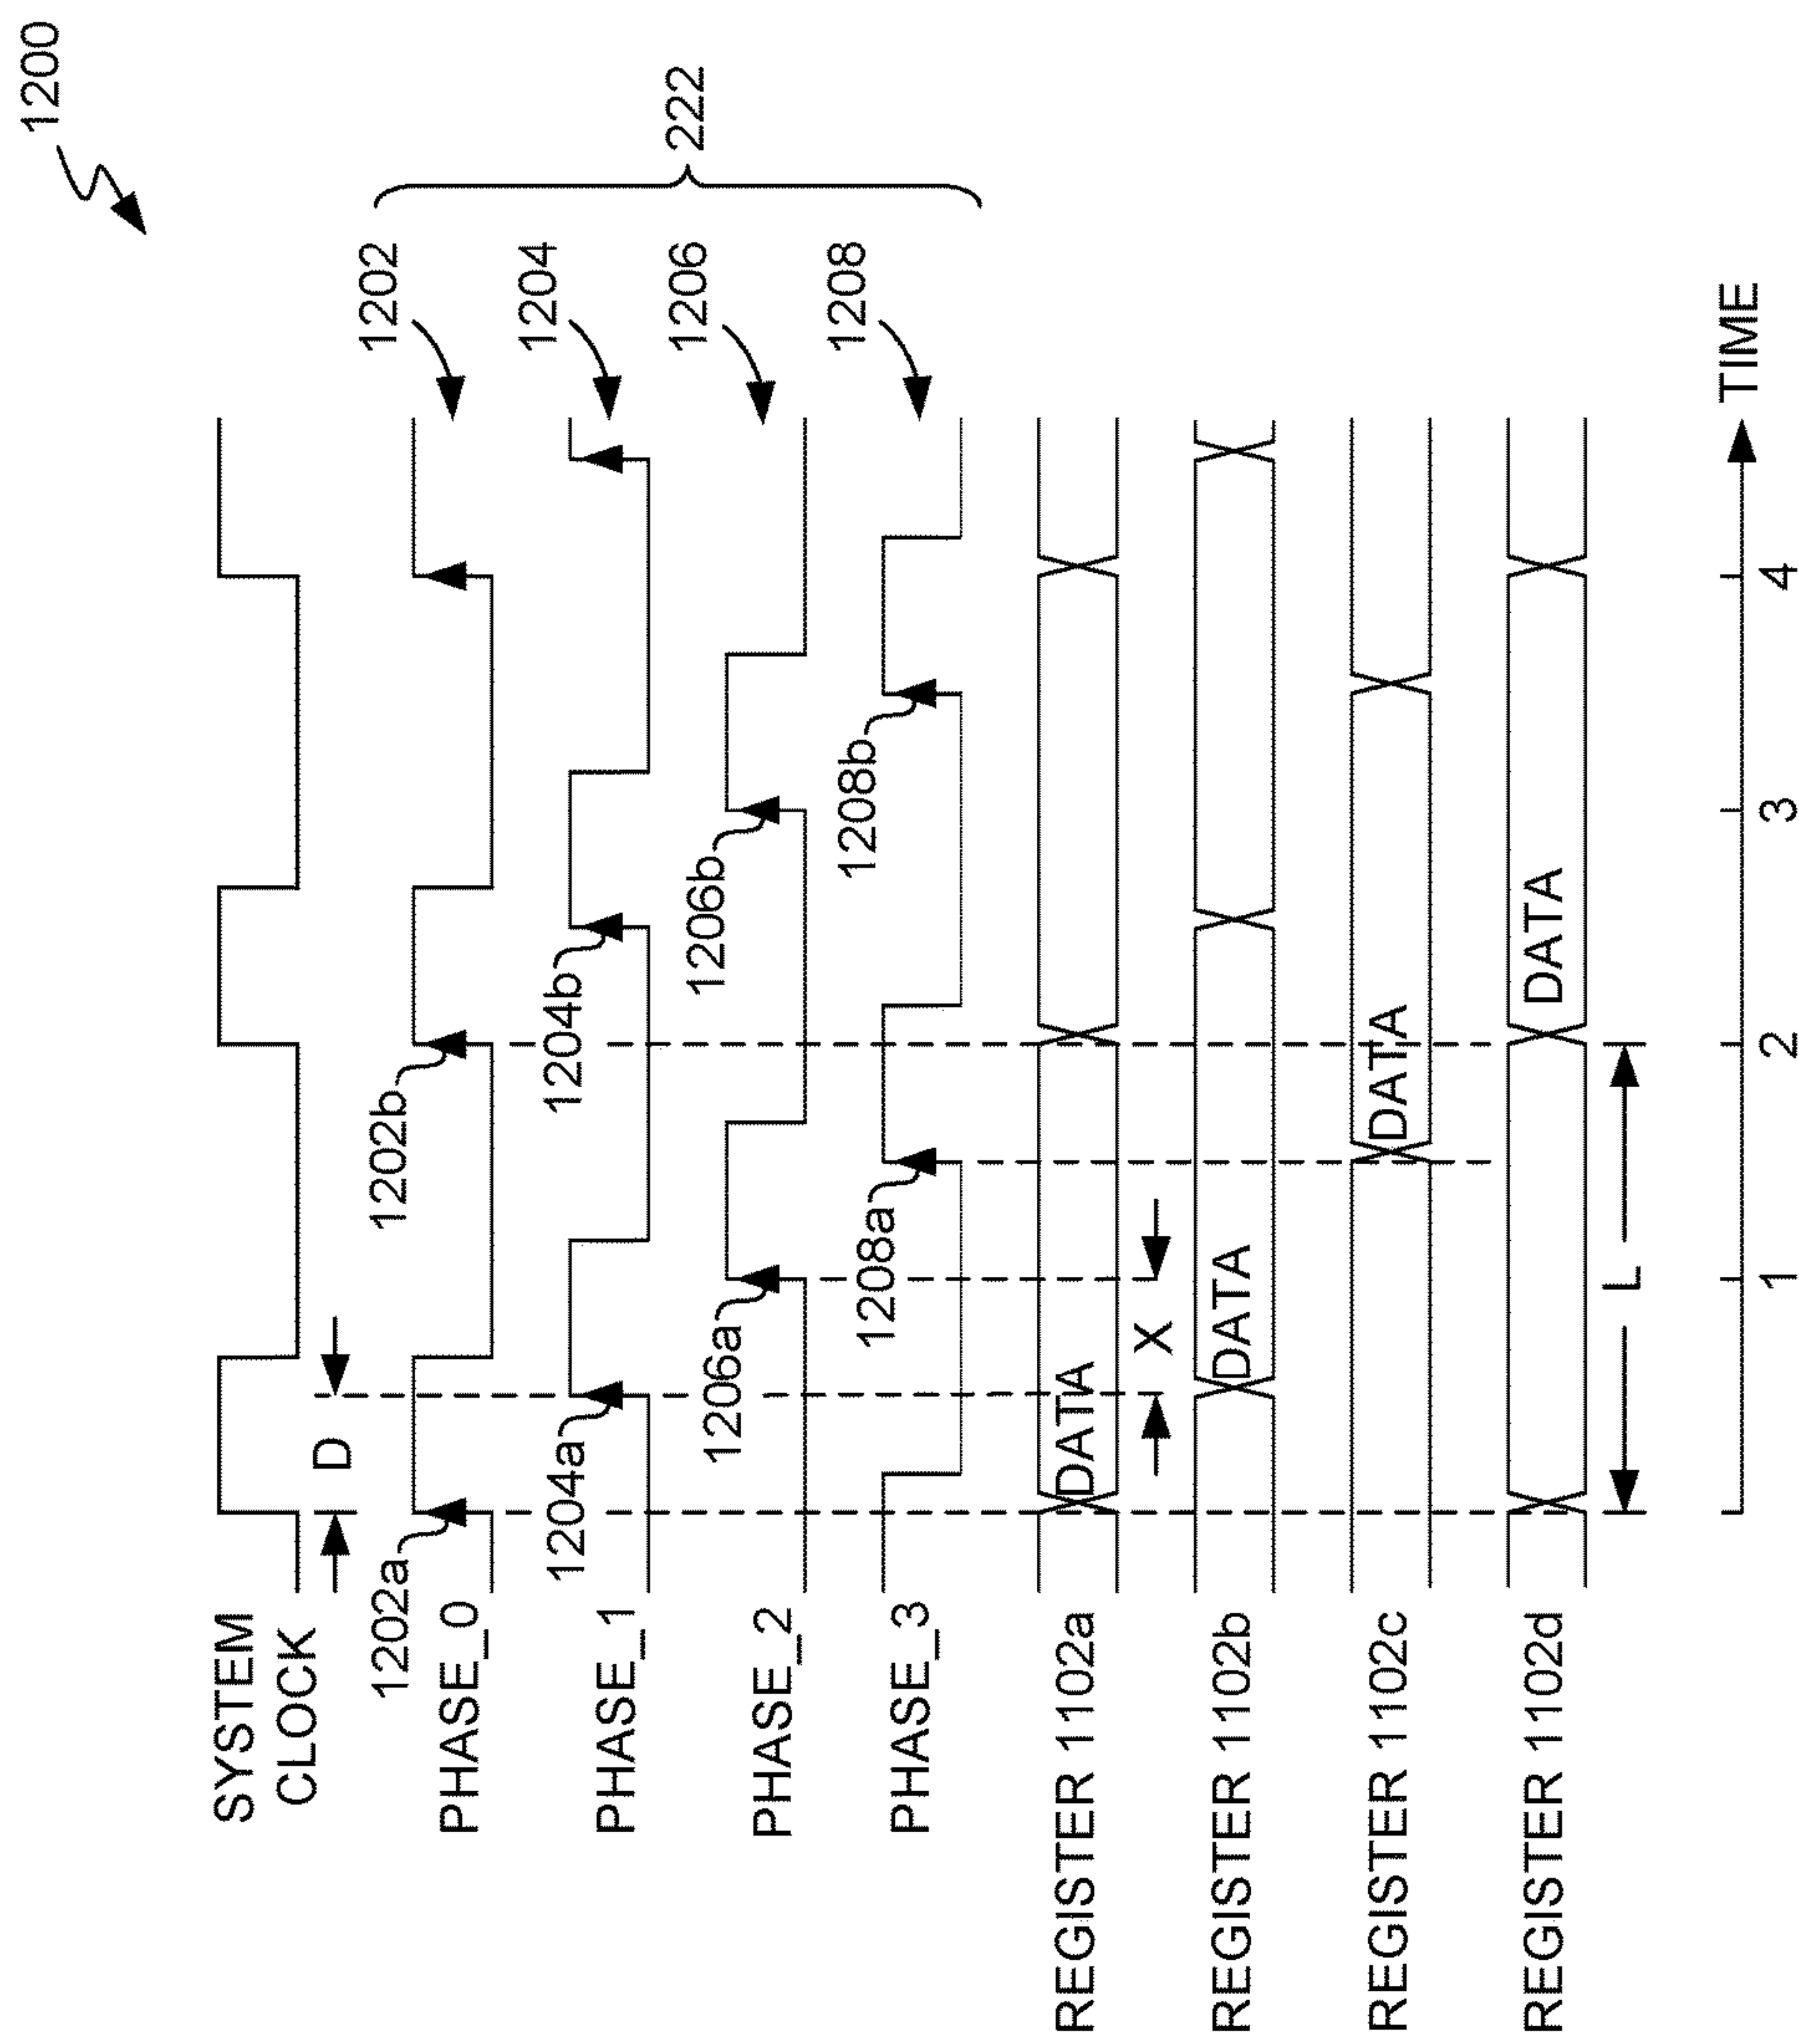 1200
SYSTEM
CLOCK
D
1202a
1202b
1202
PHASE_0
1204a
1204b
1204
PHASE_1
1206a
1206b
1206
PHASE_2
1208a
1208b
1208
PHASE_3
222
REGISTER 1102a
DATA
X
REGISTER 1102b
DATA
REGISTER 1102c
DATA
REGISTER 1102d
DATA
L
1 2 3 4
TIME